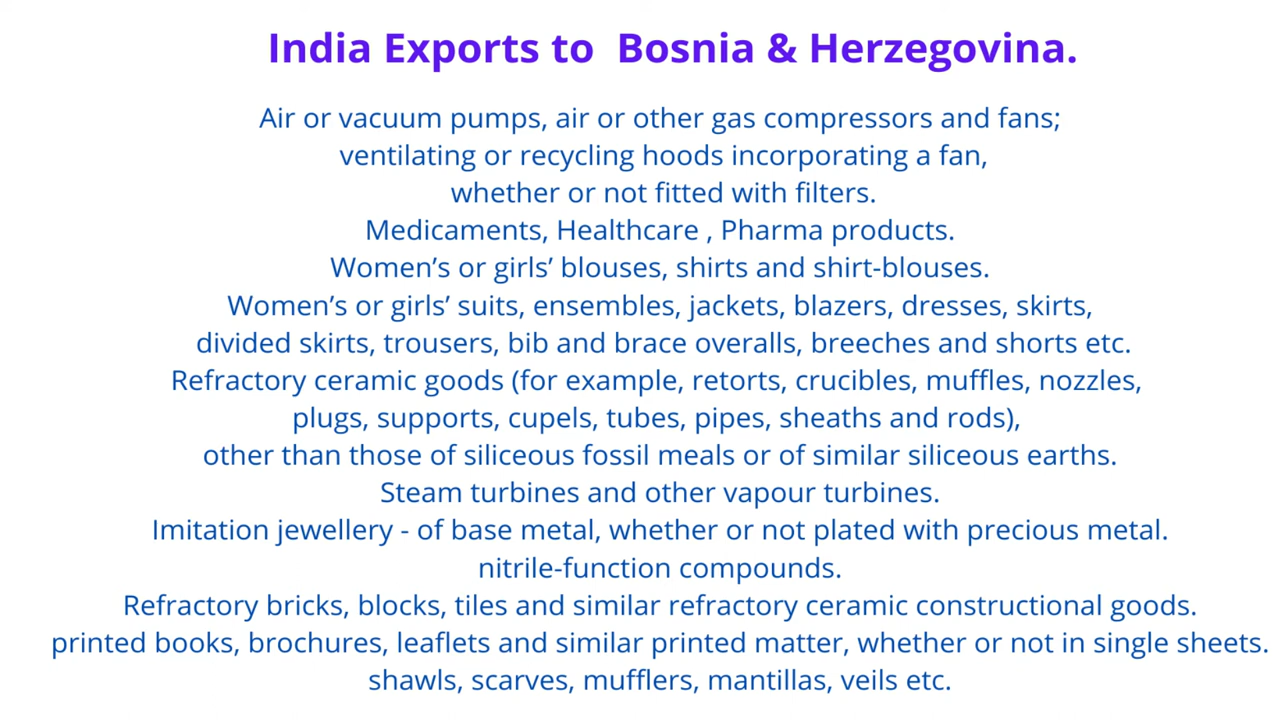 India Exports to  Bosnia & Herzegovina.
Air or vacuum pumps, air or other gas compressors and fans;
ventilating or recycling hoods incorporating a fan,
whether or not fitted with filters.
Medicaments, Healthcare , Pharma products.
Women’s or girls’ blouses, shirts and shirt-blouses.
Women’s or girls’ suits, ensembles, jackets, blazers, dresses, skirts,
divided skirts, trousers, bib and brace overalls, breeches and shorts etc.
Refractory ceramic goods (for example, retorts, crucibles, muffles, nozzles,
plugs, supports, cupels, tubes, pipes, sheaths and rods),
other than those of siliceous fossil meals or of similar siliceous earths.
Steam turbines and other vapour turbines.
Imitation jewellery - of base metal, whether or not plated with precious metal.
nitrile-function compounds.
Refractory bricks, blocks, tiles and similar refractory ceramic constructional goods.
printed books, brochures, leaflets and similar printed matter, whether or not in single sheets.
shawls, scarves, mufflers, mantillas, veils etc.